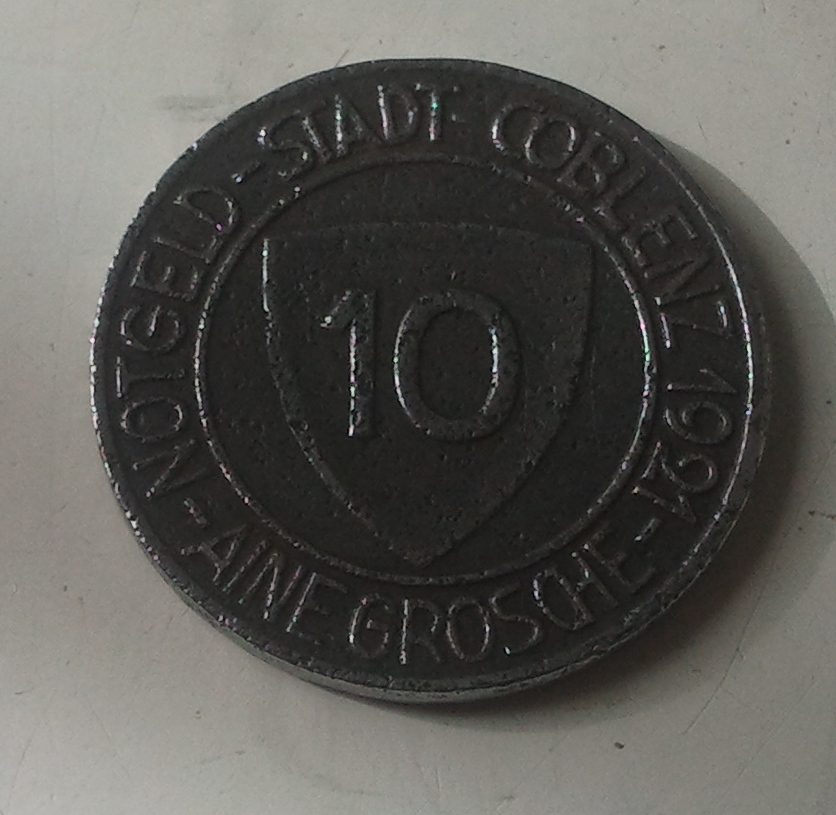 NOTGELD-STADT COBLENZ 1921
-AINE GROSCHE-
10